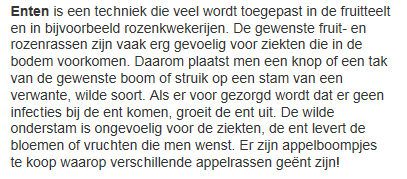 Enten is een techniek die veel wordt toegepast in de fruitteelt
en in bijvoorbeeld rozenkwekerijen. De gewenste fruit- en
rozenrassen zijn vaak erg gevoelig voor ziekten die in de
bodem voorkomen. Daarom plaatst men een knop of een tak
van de gewenste boom of struik op een stam van een
verwante, wilde soort. Als er voor gezorgd wordt dat er geen
infecties bij de ent komen, groeit de ent uit. De wilde
onderstam is ongevoelig voor de ziekten, de ent levert de
bloemen of vruchten die men wenst. Er zijn appelboompjes
te koop waarop verschillende appelrassen geënt zijn!